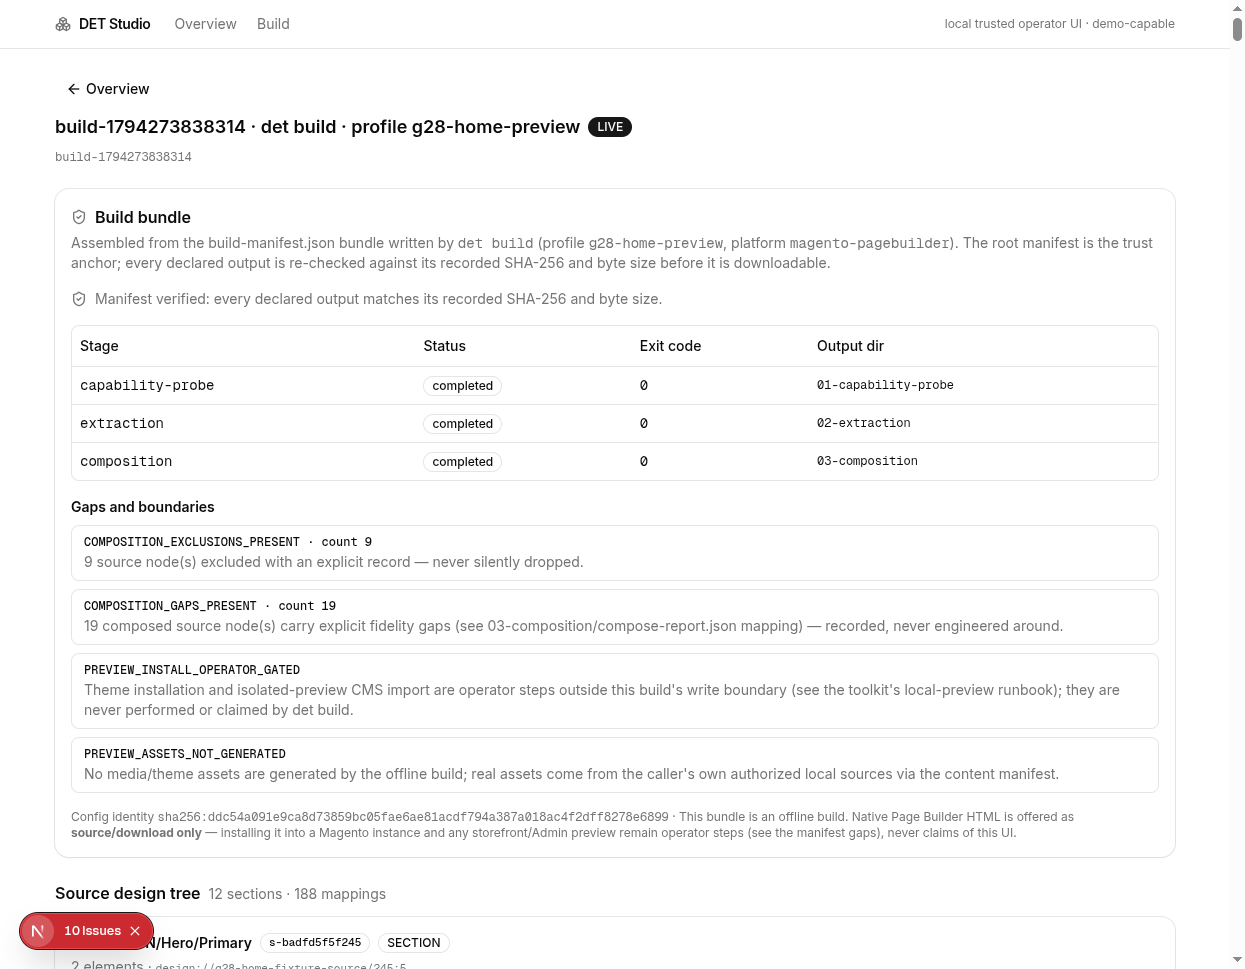 DET Studio Overview Build local trusted operator UI · demo-capable
← Overview
build-1794273838314 · det build · profile g28-home-preview LIVE
build-1794273838314
Build bundle
Assembled from the build-manifest.json bundle written by det build (profile g28-home-preview, platform magento-pagebuilder). The root manifest is the trust
anchor; every declared output is re-checked against its recorded SHA-256 and byte size before it is downloadable.
Manifest verified: every declared output matches its recorded SHA-256 and byte size.
Stage Status Exit code Output dir
capability-probe completed 0 01-capability-probe
extraction completed 0 02-extraction
composition completed 0 03-composition
Gaps and boundaries
COMPOSITION_EXCLUSIONS_PRESENT · count 9
9 source node(s) excluded with an explicit record — never silently dropped.
COMPOSITION_GAPS_PRESENT · count 19
19 composed source node(s) carry explicit fidelity gaps (see 03-composition/compose-report.json mapping) — recorded, never engineered around.
PREVIEW_INSTALL_OPERATOR_GATED
Theme installation and isolated-preview CMS import are operator steps outside this build's write boundary (see the toolkit's local-preview runbook); they are
never performed or claimed by det build.
PREVIEW_ASSETS_NOT_GENERATED
No media/theme assets are generated by the offline build; real assets come from the caller's own authorized local sources via the content manifest.
Config identity sha256:ddc54a091e9ca8d73859bc05fae6ae81acdf794a387a018ac4f2dff8278e6899 · This bundle is an offline build. Native Page Builder HTML is offered as
source/download only — installing it into a Magento instance and any storefront/Admin preview remain operator steps (see the manifest gaps), never claims of this UI.
Source design tree 12 sections · 188 mappings
N/Hero/Primary s-badfd5f5f245 SECTION
2 elements · design://g28-home-fixture-source/245:5
N 10 Issues ×